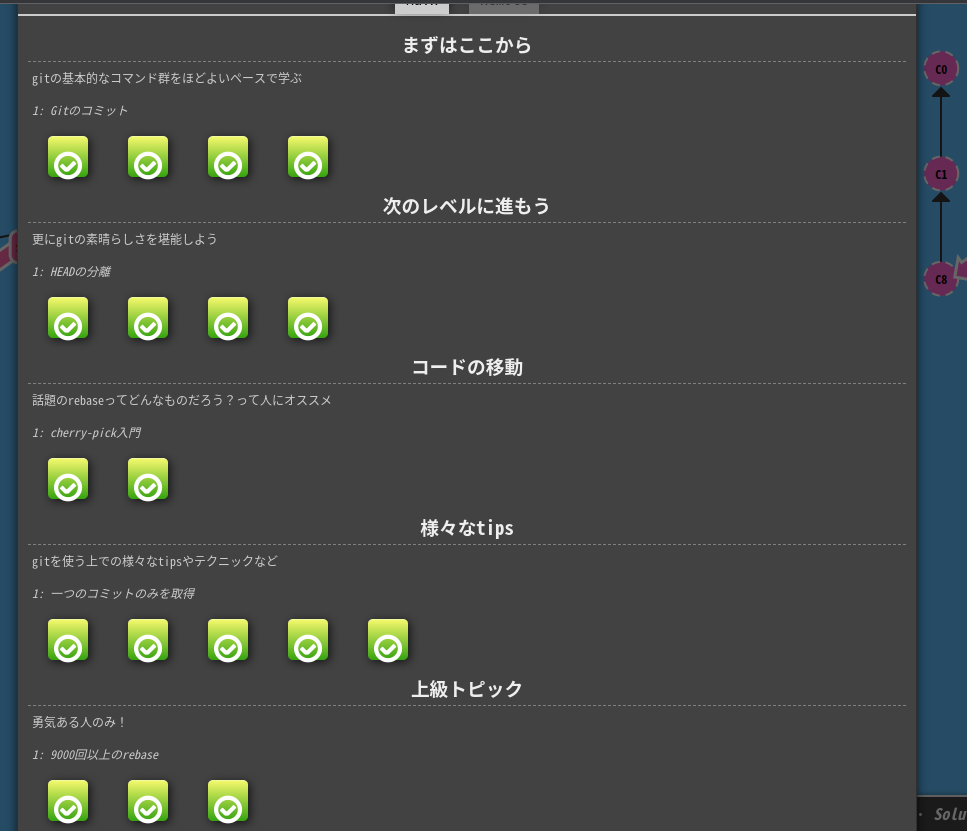 まずはここから
gitの基本的なコマンド群をほどよいペースで学ぶ
1: Gitのコミット
次のレベルに進もう
更にgitの素晴らしさを堪能しよう
1: HEADの分離
コードの移動
話題のrebaseってどんなものだろう？って人にオススメ
1: cherry-pick入門
様々なtips
gitを使う上での様々なtipsやテクニックなど
1: 一つのコミットのみを取得
上級トピック
勇気ある人のみ！
1: 9000回以上のrebase
C0
C1
C8
Solu